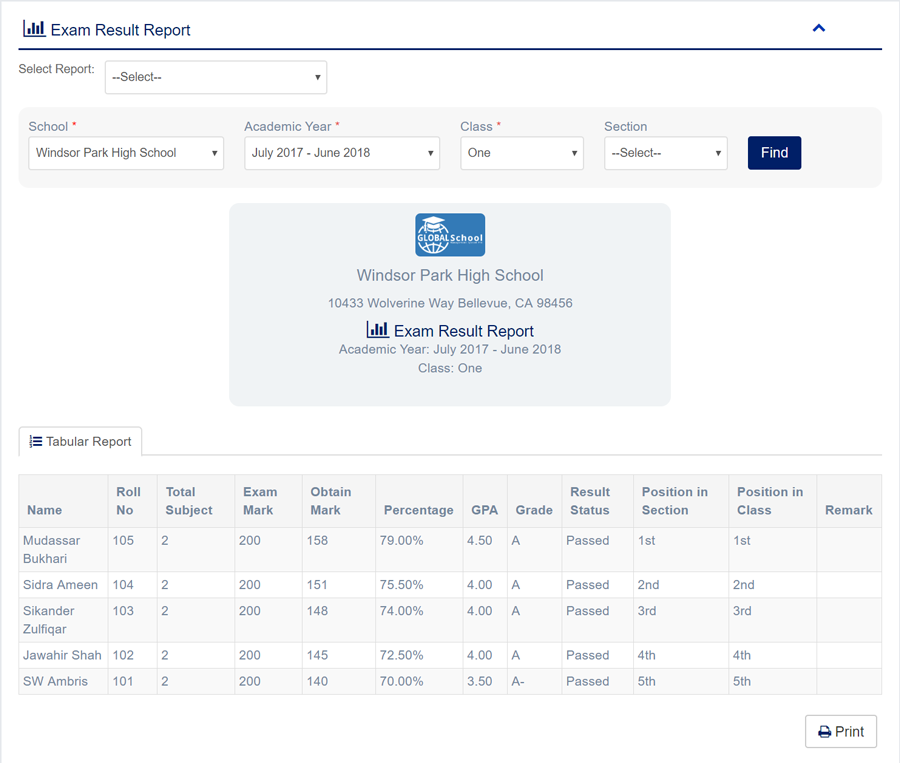 Exam Result Report
Select Report: --Select--
School * Academic Year * Class * Section
Windsor Park High School July 2017 - June 2018 One --Select-- Find
GLOBAL School
Windsor Park High School
10433 Wolverine Way Bellevue, CA 98456
Exam Result Report
Academic Year: July 2017 - June 2018
Class: One
Tabular Report
Name Roll No Total Subject Exam Mark Obtain Mark Percentage GPA Grade Result Status Position in Section Position in Class Remark
Mudassar Bukhari 105 2 200 158 79.00% 4.50 A Passed 1st 1st
Sidra Ameen 104 2 200 151 75.50% 4.00 A Passed 2nd 2nd
Sikander Zulfiqar 103 2 200 148 74.00% 4.00 A Passed 3rd 3rd
Jawahir Shah 102 2 200 145 72.50% 4.00 A Passed 4th 4th
SW Ambris 101 2 200 140 70.00% 3.50 A- Passed 5th 5th
Print